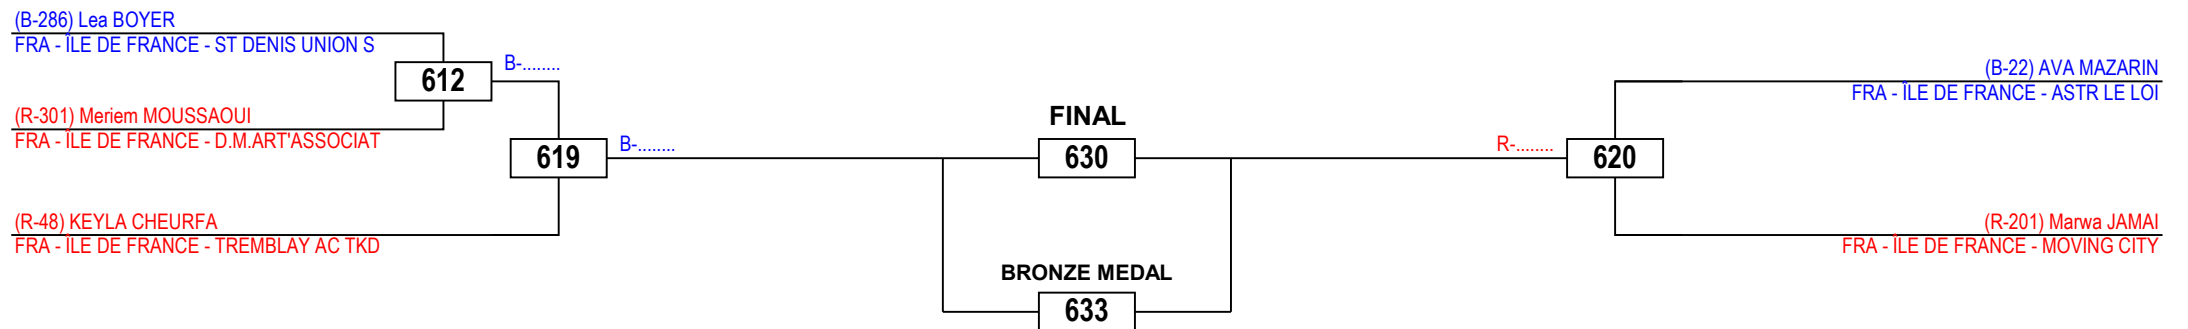 (B-286) Lea BOYER
FRA - ÎLE DE FRANCE - ST DENIS UNION S
612
B-........
(R-301) Meriem MOUSSAOUI
FRA - ÎLE DE FRANCE - D.M.ART'ASSOCIAT
619
B-........
(R-48) KEYLA CHEURFA
FRA - ÎLE DE FRANCE - TREMBLAY AC TKD
FINAL
630
BRONZE MEDAL
633
(B-22) AVA MAZARIN
FRA - ÎLE DE FRANCE - ASTR LE LOI
R-........
620
(R-201) Marwa JAMAI
FRA - ÎLE DE FRANCE - MOVING CITY